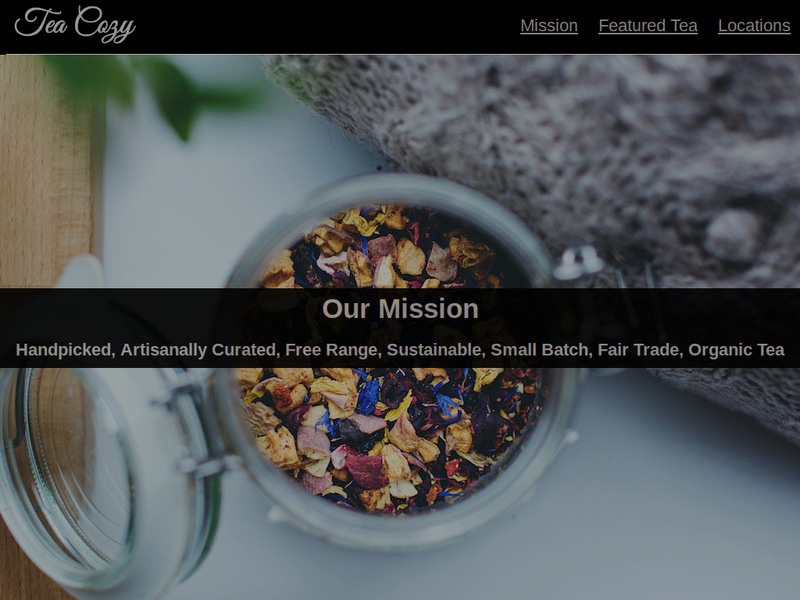 Tea Cozy
Mission Featured Tea Locations
Our Mission
Handpicked, Artisanally Curated, Free Range, Sustainable, Small Batch, Fair Trade, Organic Tea